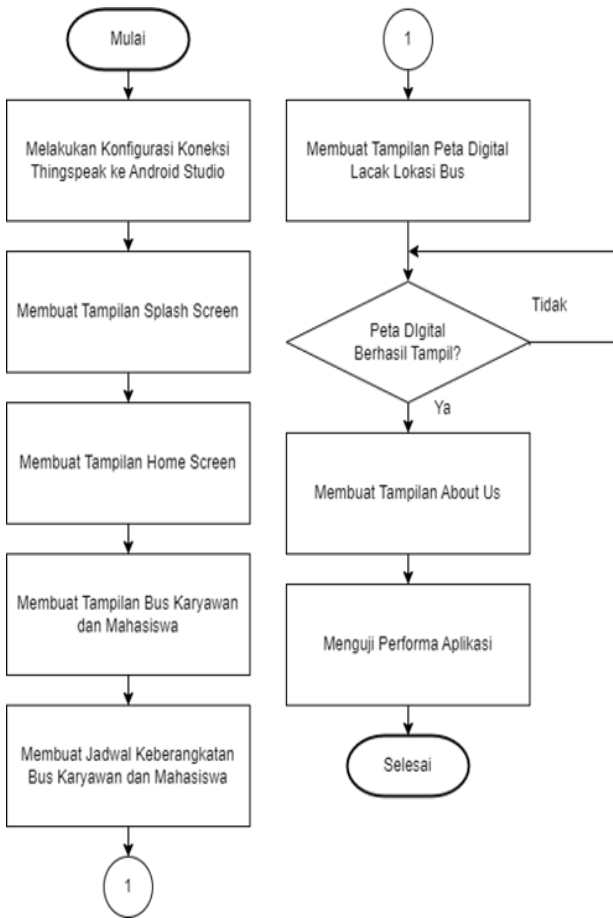 Mulai
Melakukan Konfigurasi Koneksi
Thingspeak ke Android Studio
Membuat Tampilan Splash Screen
Membuat Tampilan Home Screen
Membuat Tampilan Bus Karyawan
dan Mahasiswa
Membuat Jadwal Keberangkatan
Bus Karyawan dan Mahasiswa
1
1
Membuat Tampilan Peta Digital
Lacak Lokasi Bus
Peta DIgital
Berhasil Tampil?
Tidak
Ya
Membuat Tampilan About Us
Menguji Performa Aplikasi
Selesai